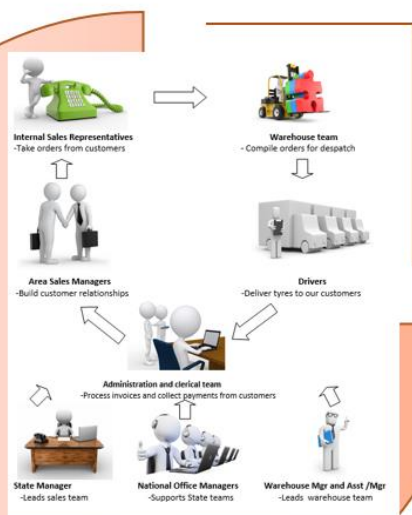 Internal Sales Representatives
-Take orders from customers
Warehouse team
- Compile orders for despatch
Area Sales Managers
-Build customer relationships
Drivers
-Deliver tyres to our customers
Administration and clerical team
-Process invoices and collect payments from customers
State Manager
-Leads sales team
National Office Managers
-Supports State teams
Warehouse Mgr and Asst /Mgr
-Leads warehouse team